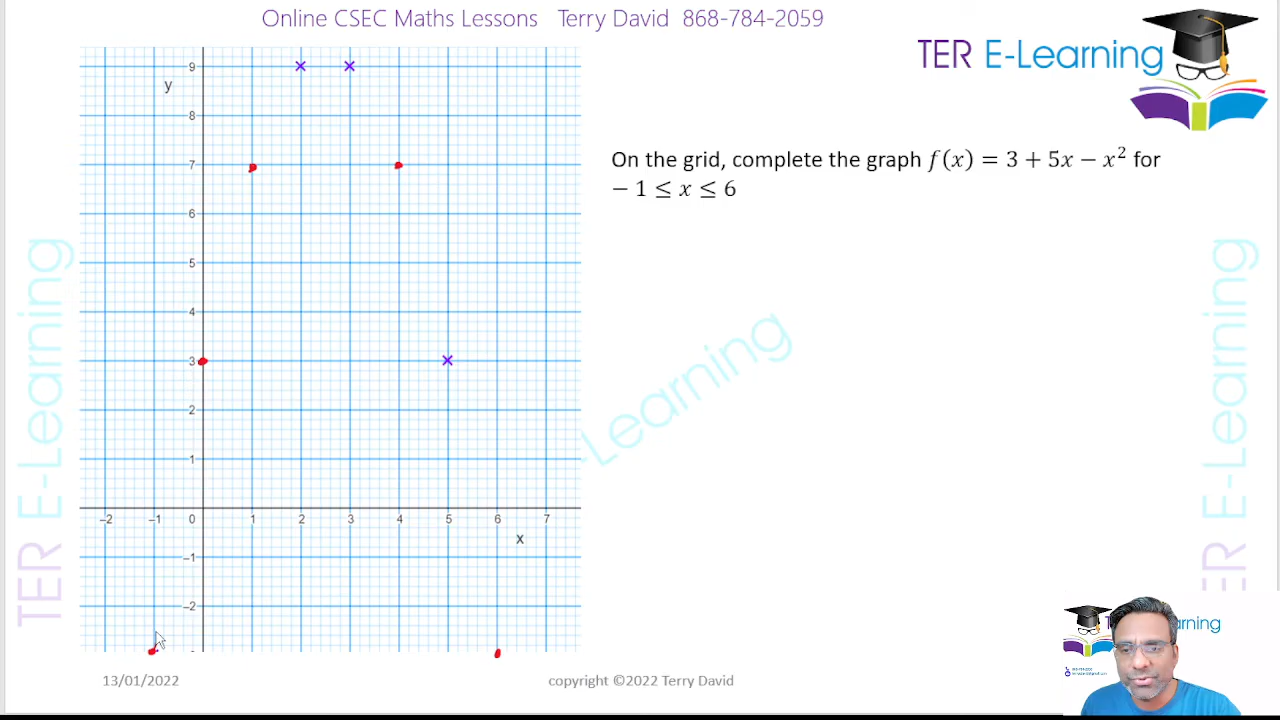 Online CSEC Maths Lessons Terry David 868-784-2059
TER E-Learning
9
y
8
7
6
5
4
3
2
1
−2 −1 0 1 2 3 4 5 6 7
x
−1
−2
On the grid, complete the graph f(x) = 3 + 5x − x² for
− 1 ≤ x ≤ 6
TER E-Learning
-Learning
ER E-Learning
13/01/2022
copyright ©2022 Terry David